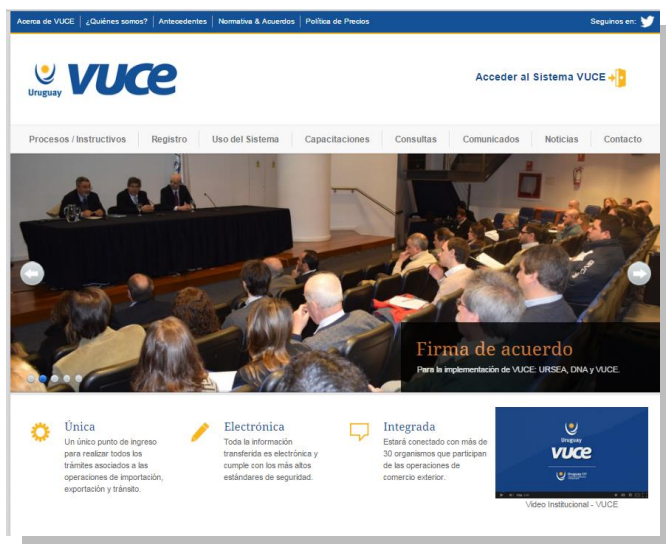 Acerca de VUCE | ¿Quiénes somos? | Antecedentes | Normativa & Acuerdos | Política de Precios
Seguinos en:
Uruguay
vuce
Acceder al Sistema VUCE
Procesos / Instructivos
Registro
Uso del Sistema
Capacitaciones
Consultas
Comunicados
Noticias
Contacto
Firma de acuerdo
Para la implementación de VUCE: URSEA, DNA y VUCE.
Única
Un único punto de ingreso
para realizar todos los
trámites asociados a las
operaciones de importación,
exportación y tránsito.
Electrónica
Toda la información
transferida es electrónica y
cumple con los más altos
estándares de seguridad.
Integrada
Estará conectado con más de
30 organismos que participan
de las operaciones de
comercio exterior.
Uruguay
vuce
Video Institucional - VUCE